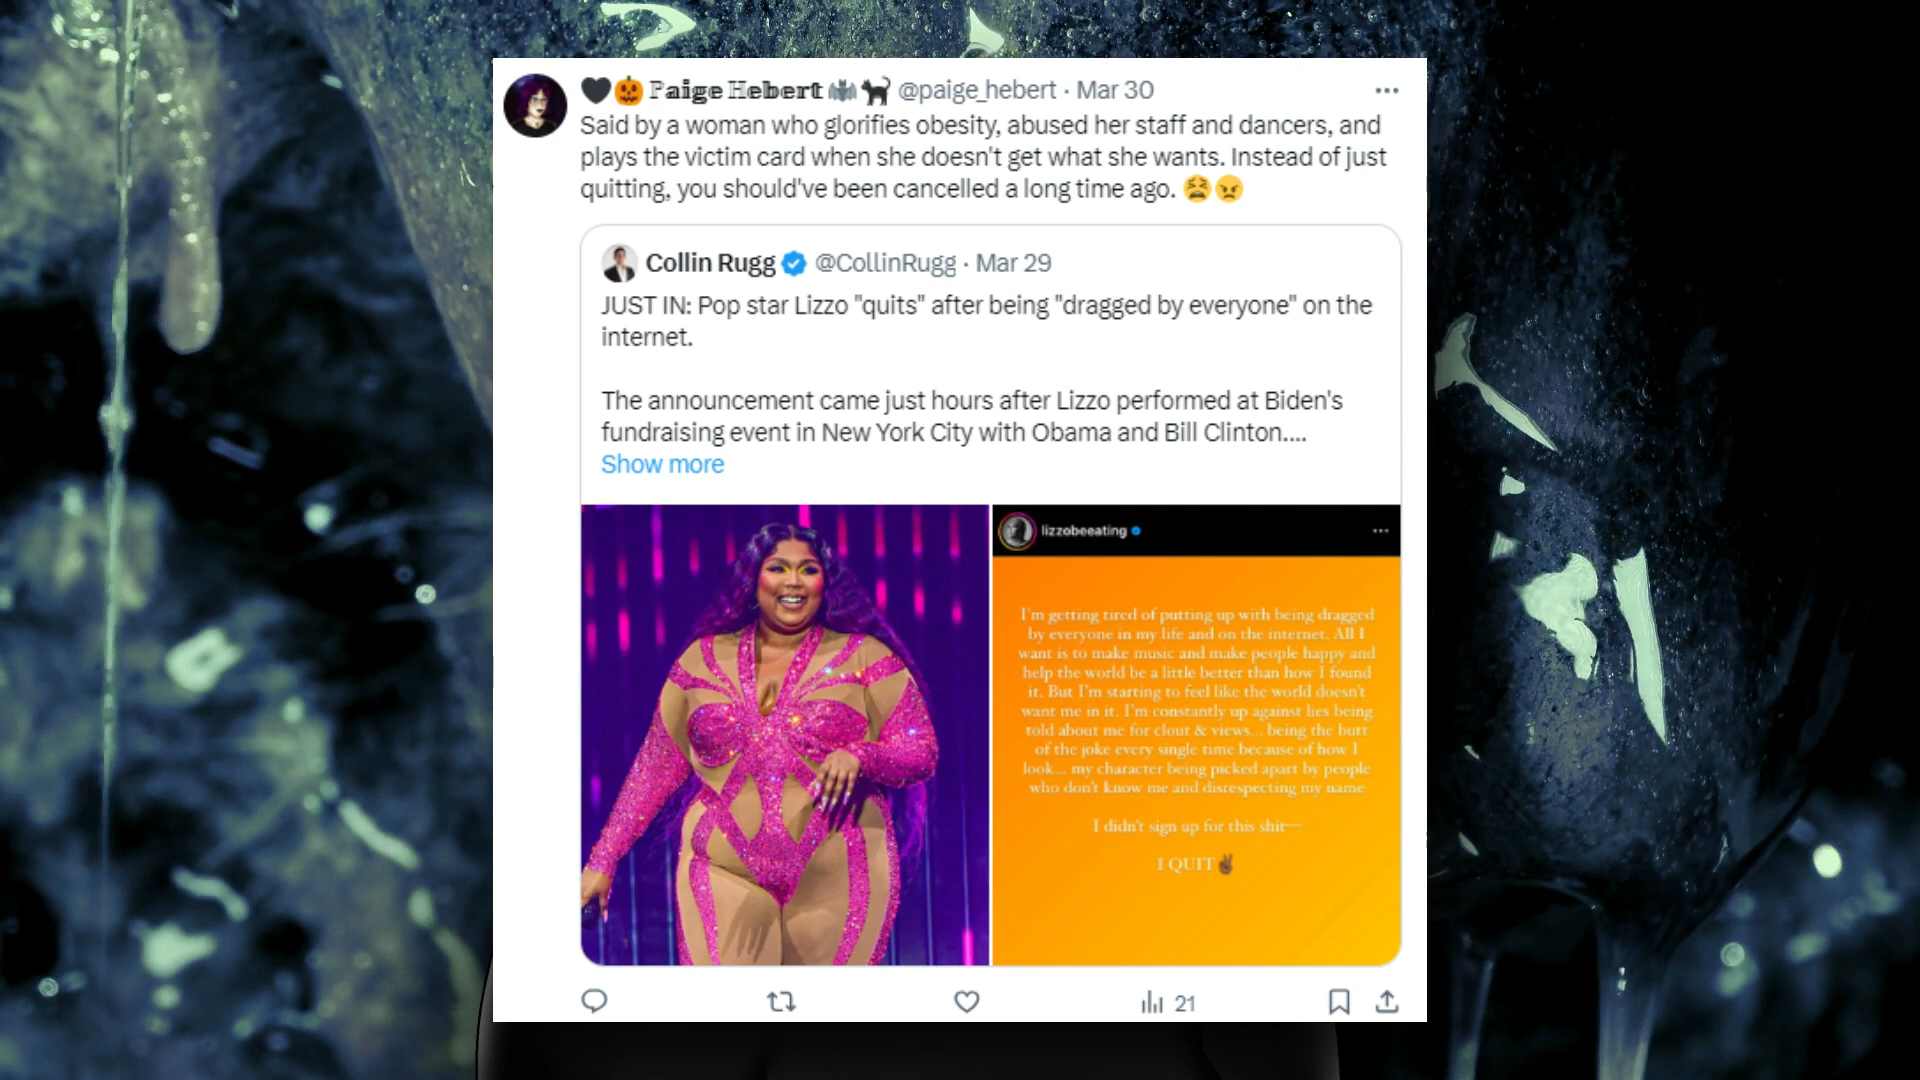 🖤🎃 ℙaige ℍebert 🦇🐈‍⬛ @paige_hebert · Mar 30
Said by a woman who glorifies obesity, abused her staff and dancers, and
plays the victim card when she doesn't get what she wants. Instead of just
quitting, you should've been cancelled a long time ago. 😫😠
Collin Rugg @CollinRugg · Mar 29
JUST IN: Pop star Lizzo "quits" after being "dragged by everyone" on the
internet.
The announcement came just hours after Lizzo performed at Biden's
fundraising event in New York City with Obama and Bill Clinton....
Show more
lizzobeeating
I'm getting tired of putting up with being dragged
by everyone in my life and on the internet. All I
want is to make music and make people happy and
help the world be a little better than how I found
it. But I'm starting to feel like the world doesn't
want me in it. I'm constantly up against lies being
told about me for clout & views... being the butt
of the joke every single time because of how I
look... my character being picked apart by people
who don't know me and disrespecting my name
I didn't sign up for this shit—
I QUIT✌🏾
21